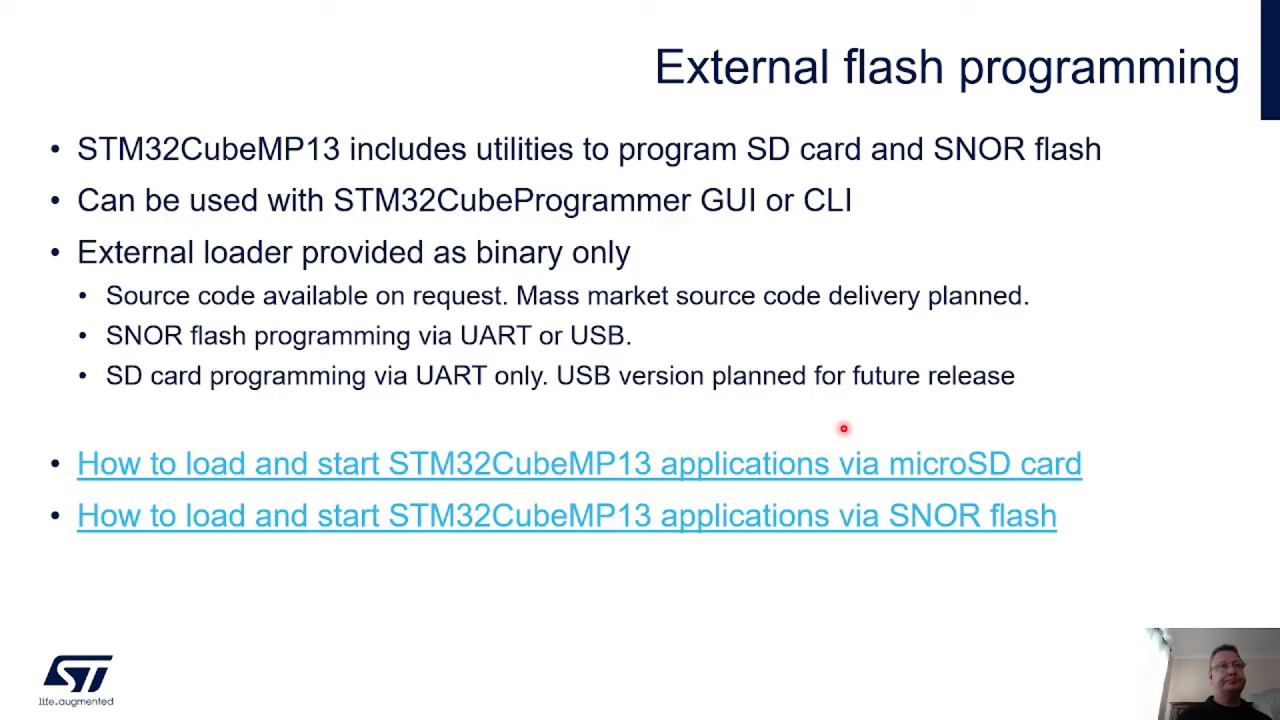 External flash programming
• STM32CubeMP13 includes utilities to program SD card and SNOR flash
• Can be used with STM32CubeProgrammer GUI or CLI
• External loader provided as binary only
• Source code available on request. Mass market source code delivery planned.
• SNOR flash programming via UART or USB.
• SD card programming via UART only. USB version planned for future release
• How to load and start STM32CubeMP13 applications via microSD card
• How to load and start STM32CubeMP13 applications via SNOR flash
ST
life.augmented